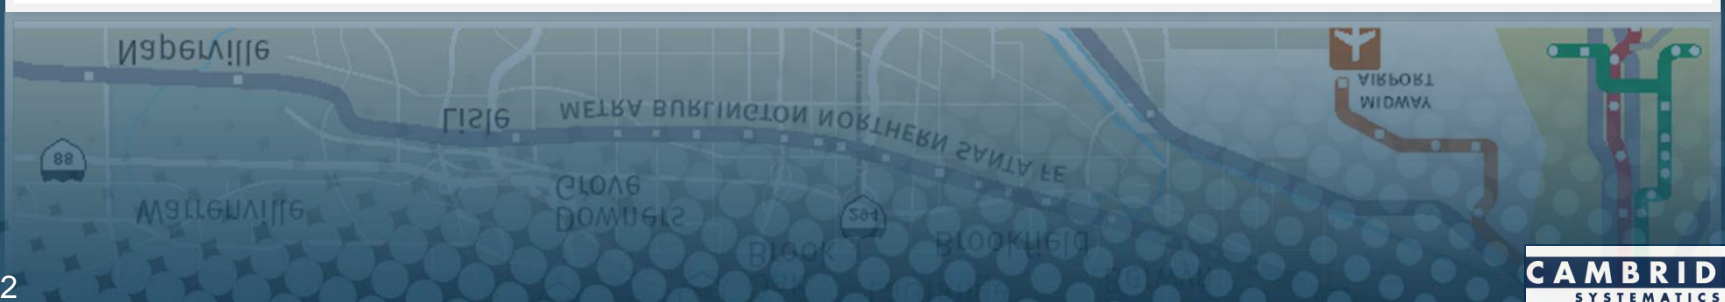 Naperville
AIRPORT
MIDWAY
Lisle
METRA BURLINGTON NORTHERN SANTA FE
88
Grove
Downers
Warrenville
294
Brook
Brookfield
2
CAMBRID
SYSTEMATICS